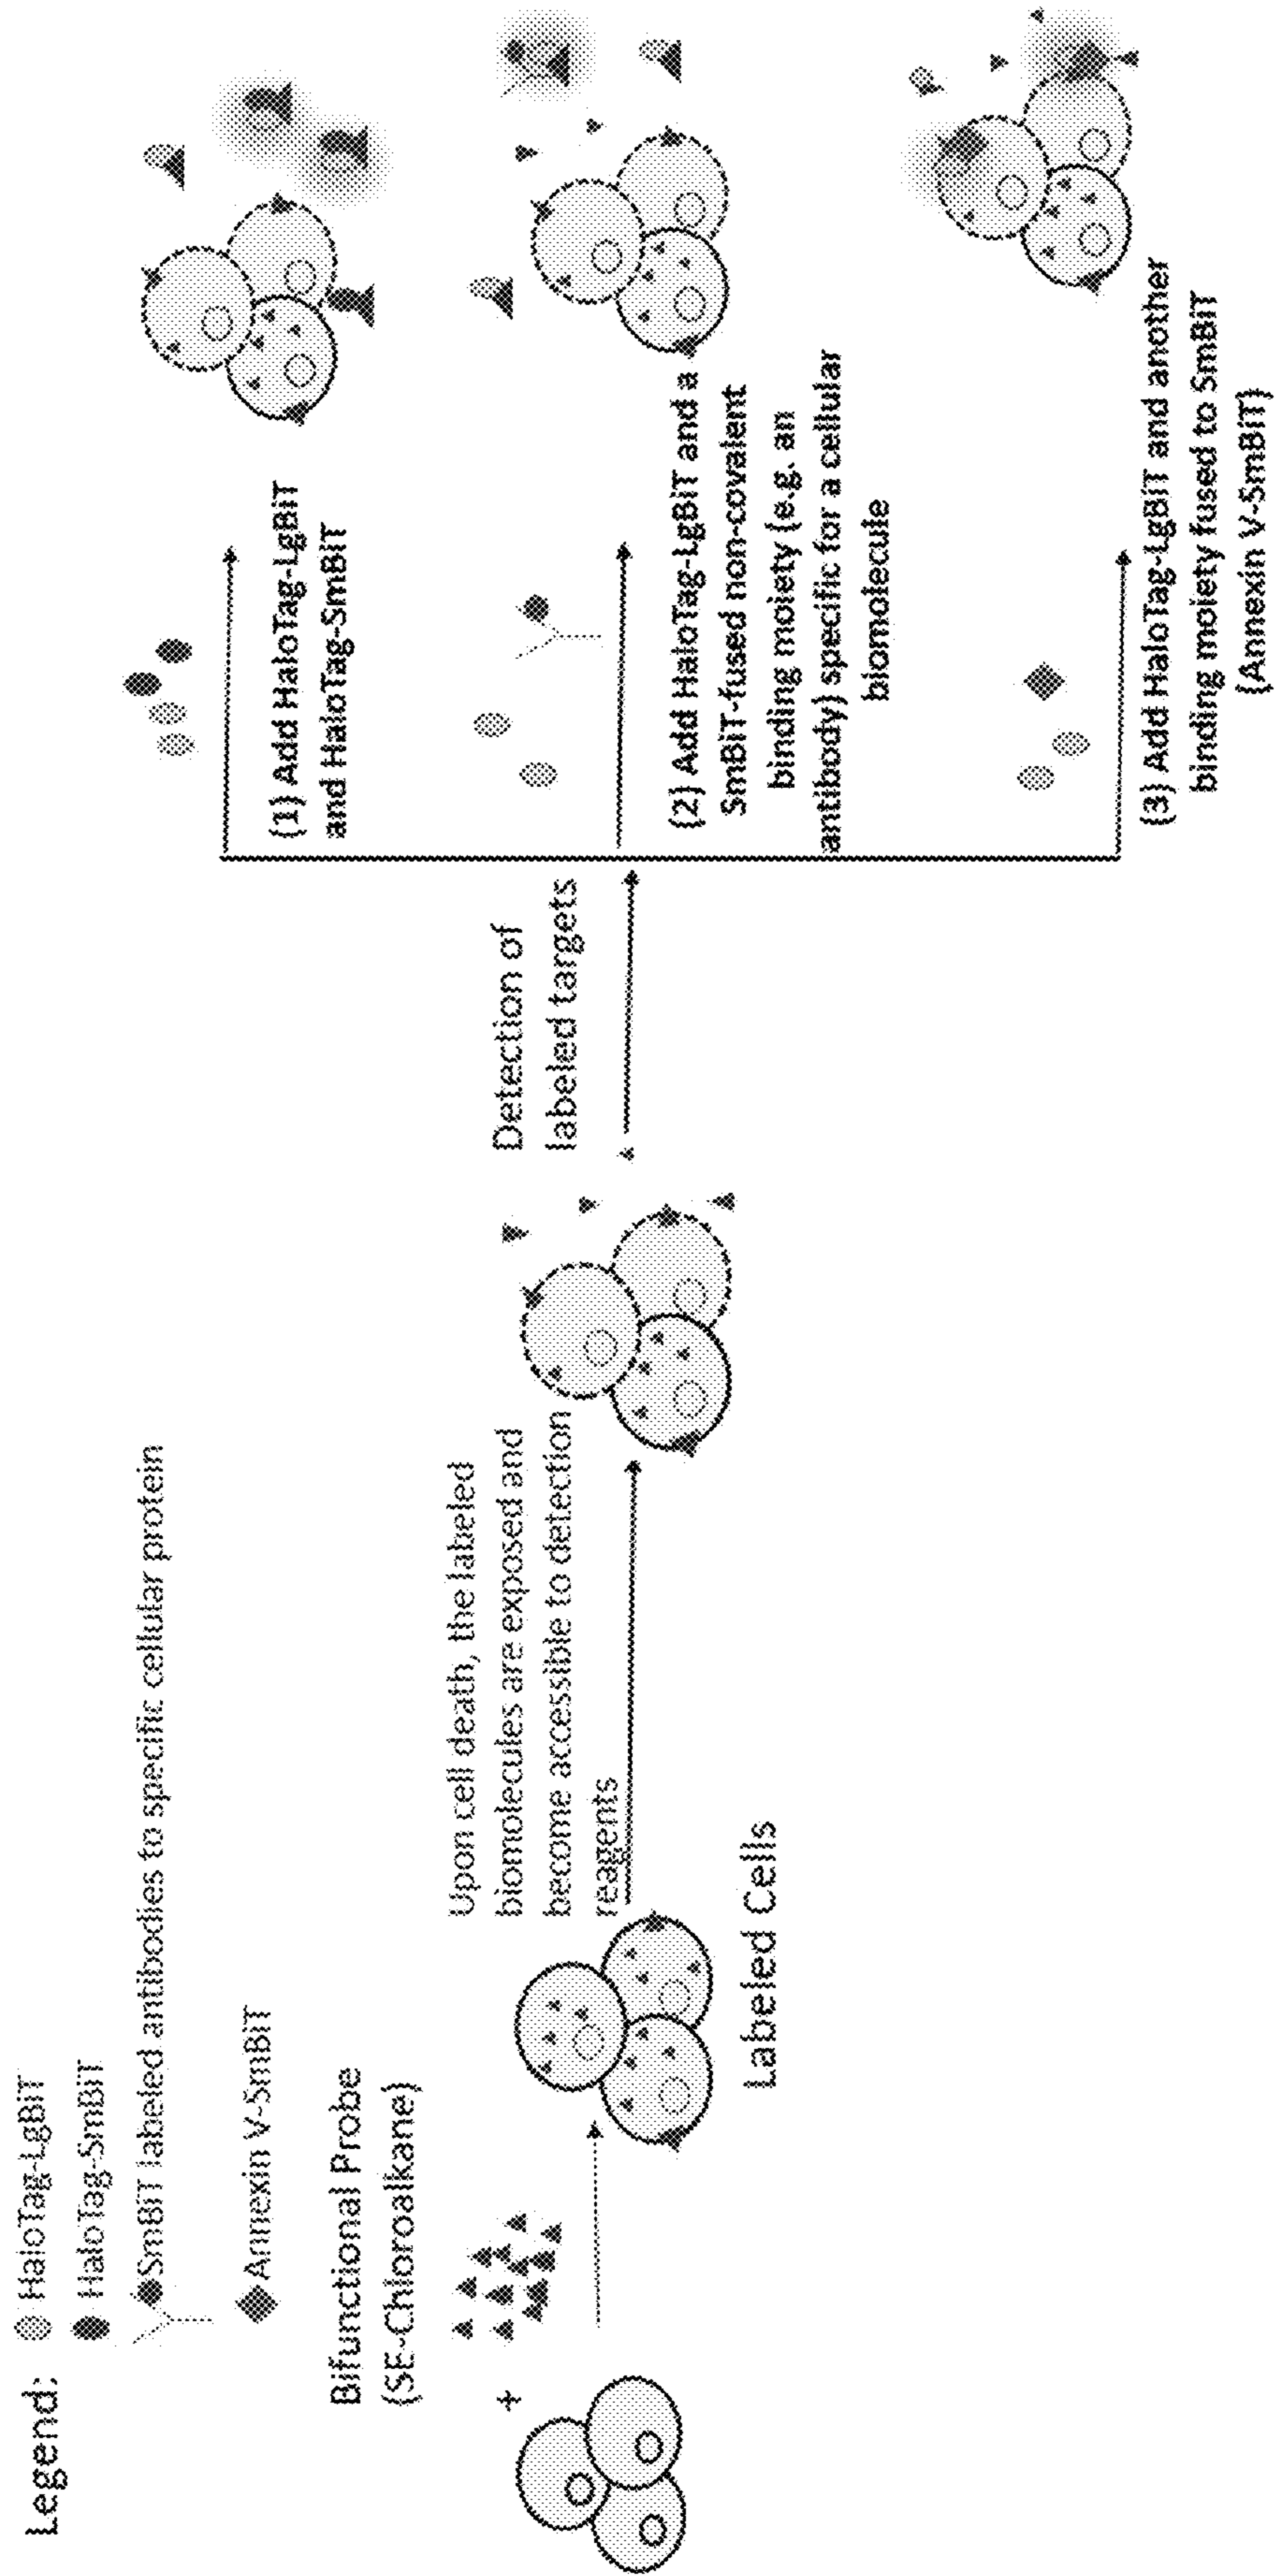 Legend:
HaloTag-LgBiT
HaloTag-SmBiT
SmBiT labeled antibodies to specific cellular protein
Annexin V-SmBiT
Bifunctional Probe
(SE-Chloroalkane)
+
Labeled Cells
Upon cell death, the labeled
biomolecules are exposed and
become accessible to detection
reagents
Detection of
labeled targets
(1) Add HaloTag-LgBiT
and HaloTag-SmBiT
(2) Add HaloTag-LgBiT and a
SmBiT-fused non-covalent
binding moiety (e.g. an
antibody) specific for a cellular
biomolecule
(3) Add HaloTag-LgBiT and another
binding moiety fused to SmBiT
(Annexin V-SmBiT)